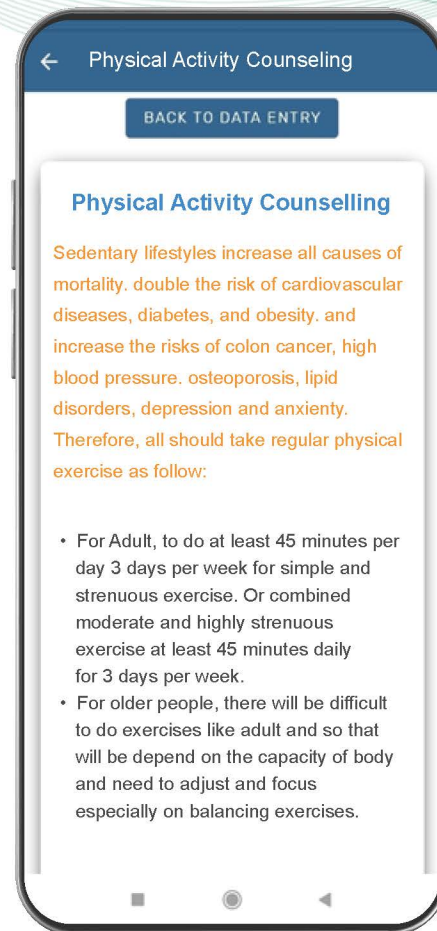 Physical Activity Counseling
BACK TO DATA ENTRY
Physical Activity Counselling
Sedentary lifestyles increase all causes of
mortality. double the risk of cardiovascular
diseases, diabetes, and obesity. and
increase the risks of colon cancer, high
blood pressure. osteoporosis, lipid
disorders, depression and anxienty.
Therefore, all should take regular physical
exercise as follow:
• For Adult, to do at least 45 minutes per
day 3 days per week for simple and
strenuous exercise. Or combined
moderate and highly strenuous
exercise at least 45 minutes daily
for 3 days per week.
• For older people, there will be difficult
to do exercises like adult and so that
will be depend on the capacity of body
and need to adjust and focus
especially on balancing exercises.